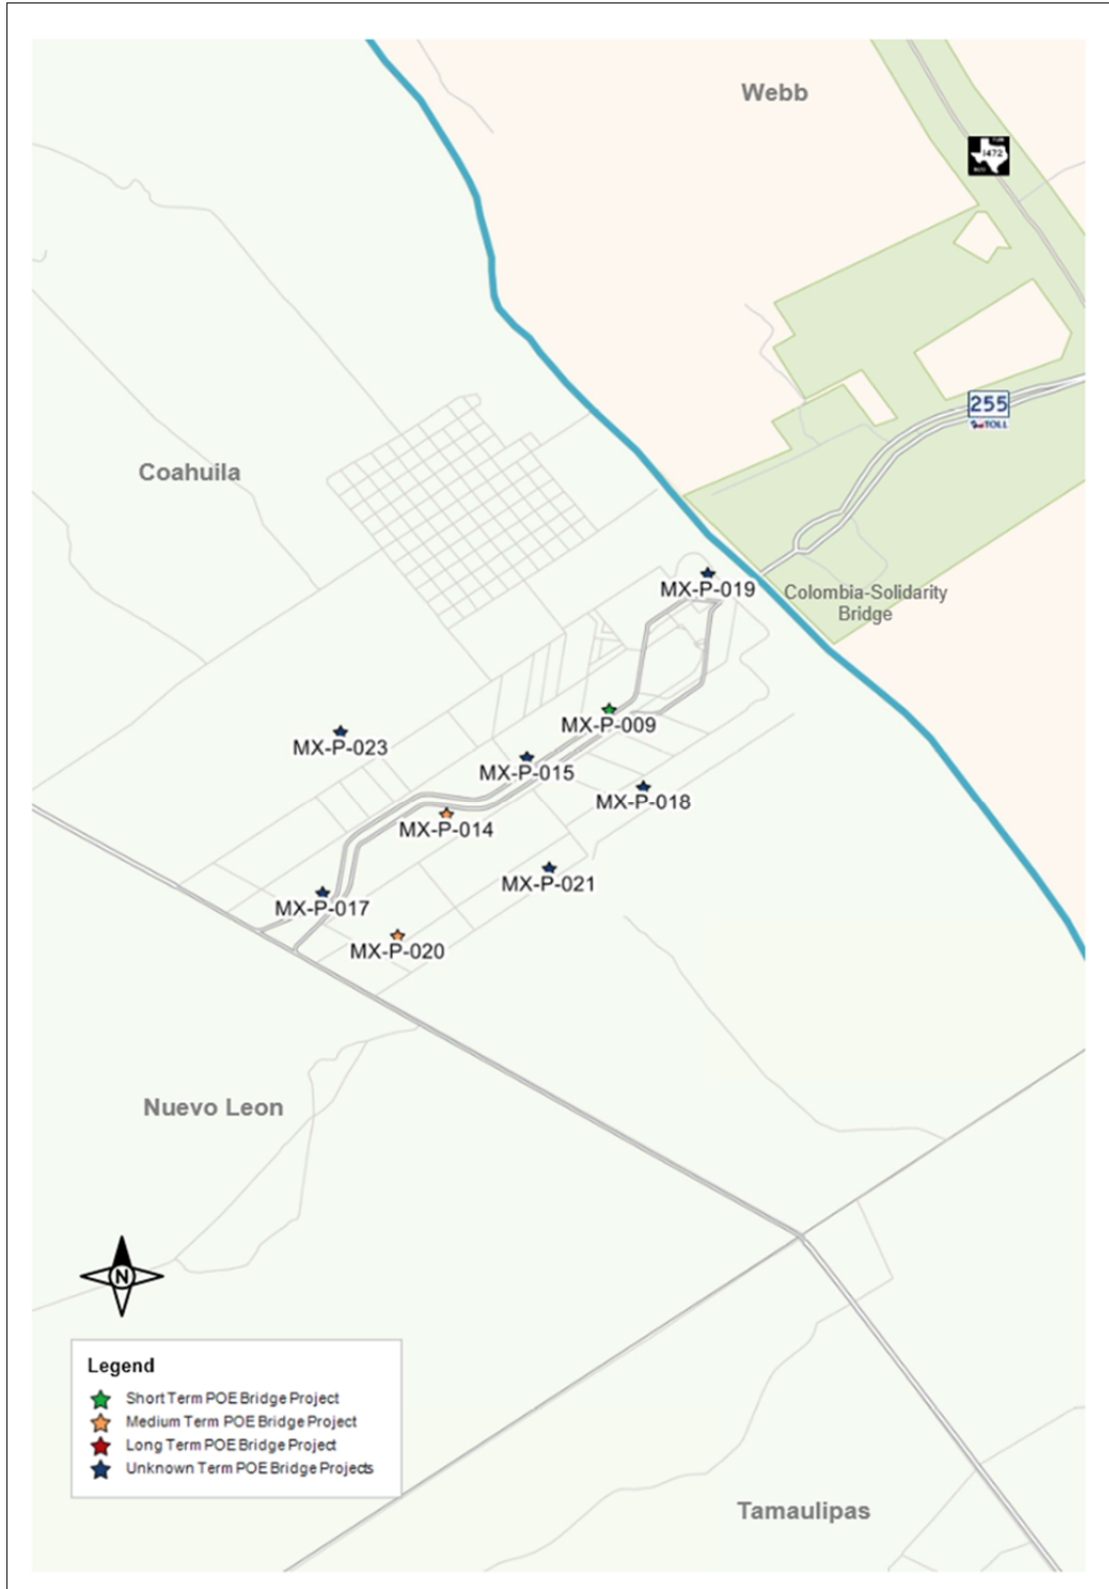 Webb
1472
255
TOLL
Coahuila
MX-P-019
Colombia-Solidarity
Bridge
MX-P-009
MX-P-023
MX-P-015
MX-P-018
MX-P-014
MX-P-021
MX-P-017
MX-P-020
Nuevo Leon
N
Legend
Short Term POE Bridge Project
Medium Term POE Bridge Project
Long Term POE Bridge Project
Unknown Term POE Bridge Projects
Tamaulipas